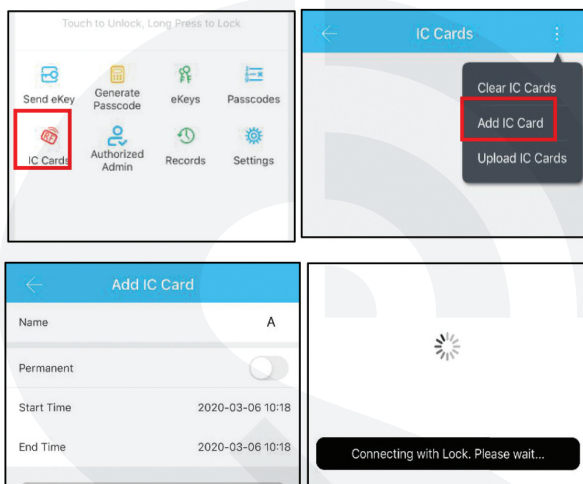 Touch to Unlock, Long Press to Lock
Send eKey
Generate
Passcode
eKeys
Passcodes
IC Cards
Authorized
Admin
Records
Settings
IC Cards
Clear IC Cards
Add IC Card
Upload IC Cards
Add IC Card
Name A
Permanent
Start Time 2020-03-06 10:18
End Time 2020-03-06 10:18
Connecting with Lock. Please wait...